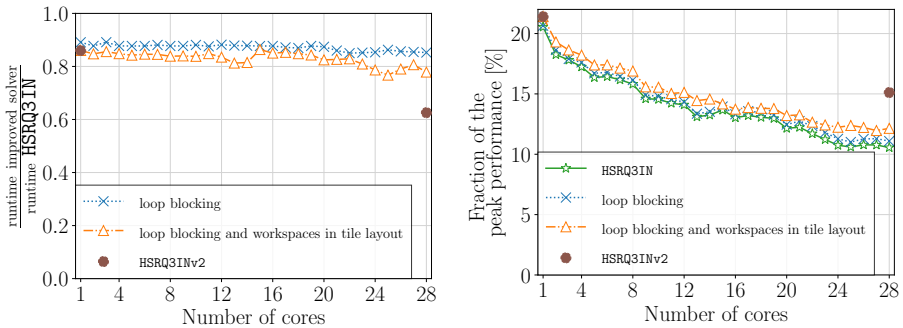 runtime improved solver
runtime HSRQ3IN
1.0
0.8
0.6
0.4
0.2
0.0
loop blocking
loop blocking and workspaces in tile layout
HSRQ3INv2
1 4 8 12 16 20 24 28
Number of cores
Fraction of the
peak performance [%]
20
15
10
5
0
HSRQ3IN
loop blocking
loop blocking and workspaces in tile layout
HSRQ3INv2
1 4 8 12 16 20 24 28
Number of cores